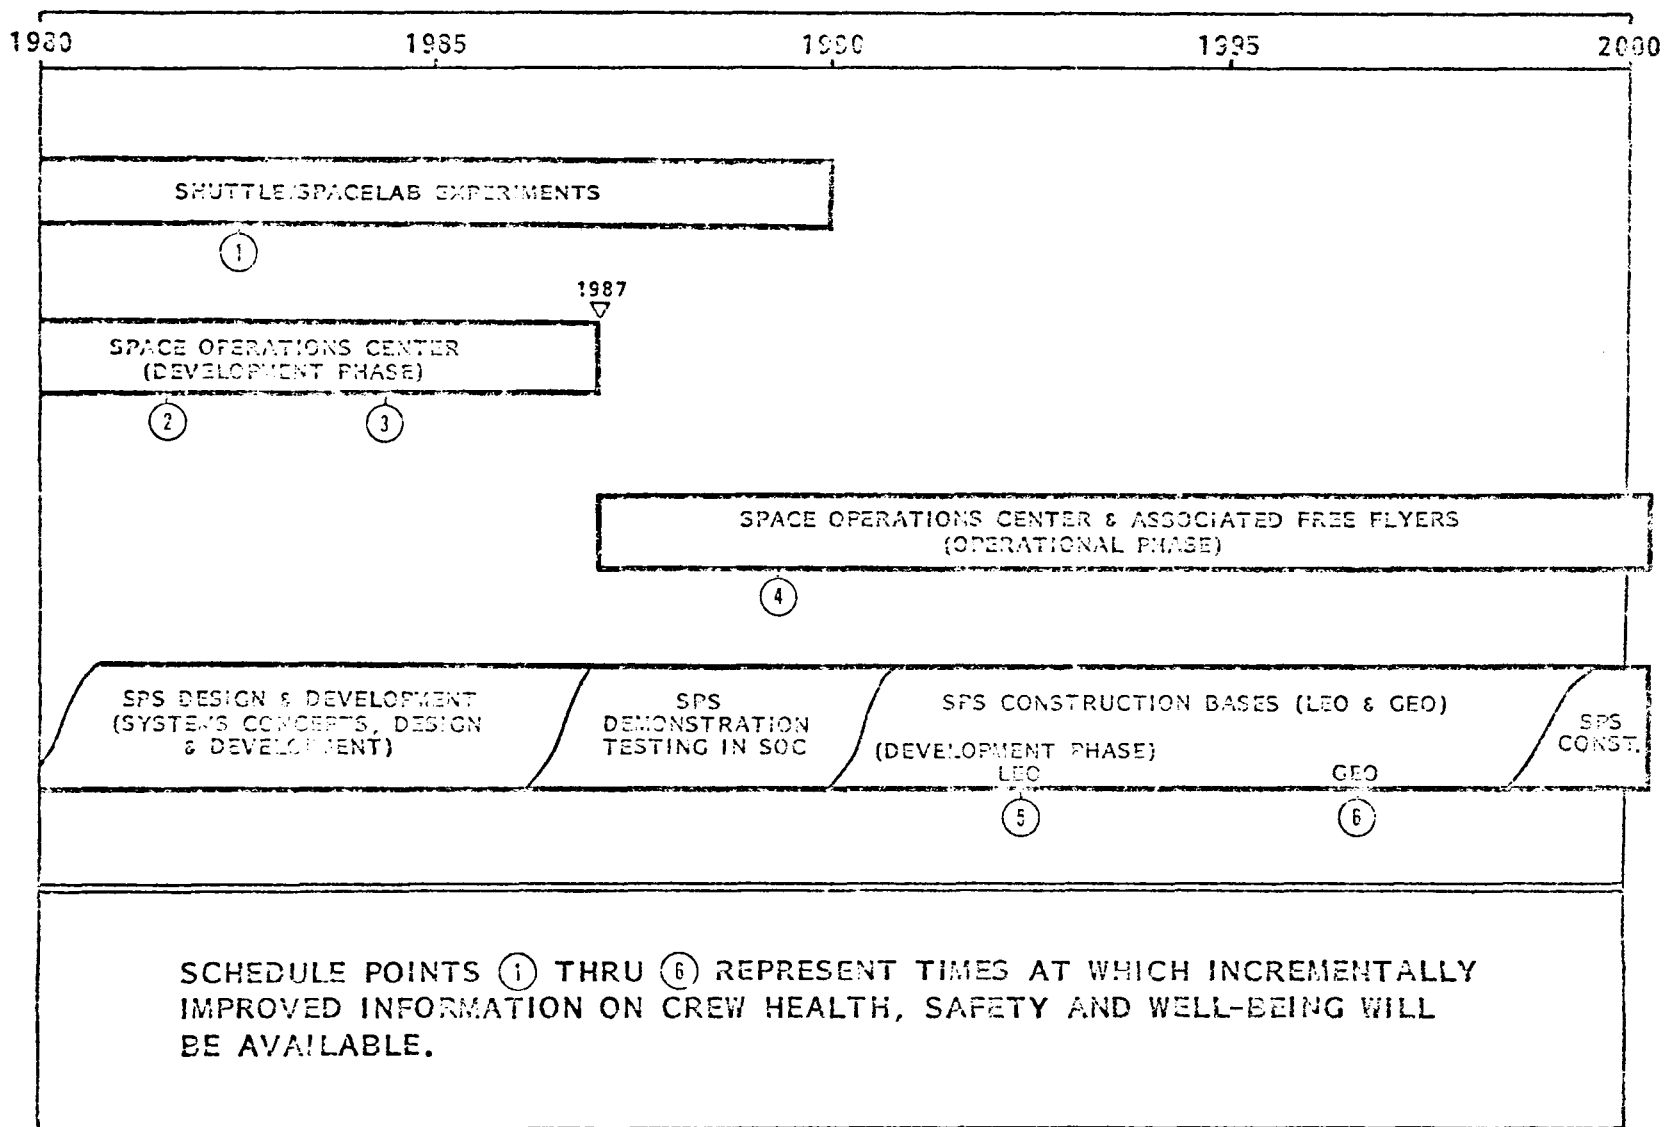 1980 1985 1990 1995 2000
SHUTTLE/SPACELAB EXPERIMENTS
1
1987
SPACE OPERATIONS CENTER
(DEVELOPMENT PHASE)
2 3
SPACE OPERATIONS CENTER & ASSOCIATED FREE FLYERS
(OPERATIONAL PHASE)
4
SPS DESIGN & DEVELOPMENT
(SYSTEMS CONCEPTS, DESIGN
& DEVELOPMENT)
SPS
DEMONSTRATION
TESTING IN SOC
SPS CONSTRUCTION BASES (LEO & GEO)
(DEVELOPMENT PHASE)
LEO GEO
SPS
CONST.
5 6
SCHEDULE POINTS 1 THRU 6 REPRESENT TIMES AT WHICH INCREMENTALLY
IMPROVED INFORMATION ON CREW HEALTH, SAFETY AND WELL-BEING WILL
BE AVAILABLE.